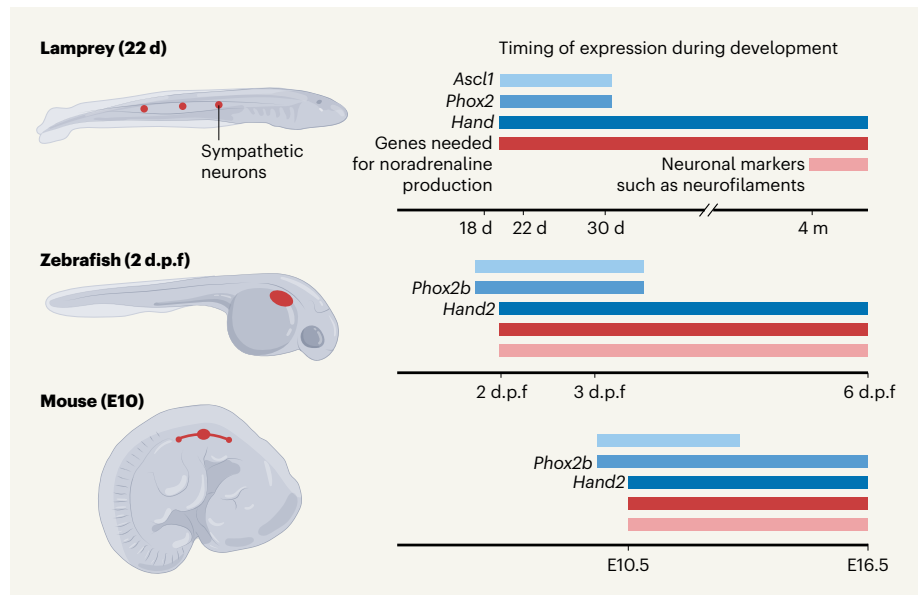 Lamprey (22 d)
Timing of expression during development
Ascl1
Phox2
Hand
Genes needed
for noradrenaline
production
Sympathetic
neurons
Neuronal markers
such as neurofilaments
18 d 22 d 30 d 4 m
Zebrafish (2 d.p.f)
Phox2b
Hand2
2 d.p.f 3 d.p.f 6 d.p.f
Mouse (E10)
Phox2b
Hand2
E10.5 E16.5